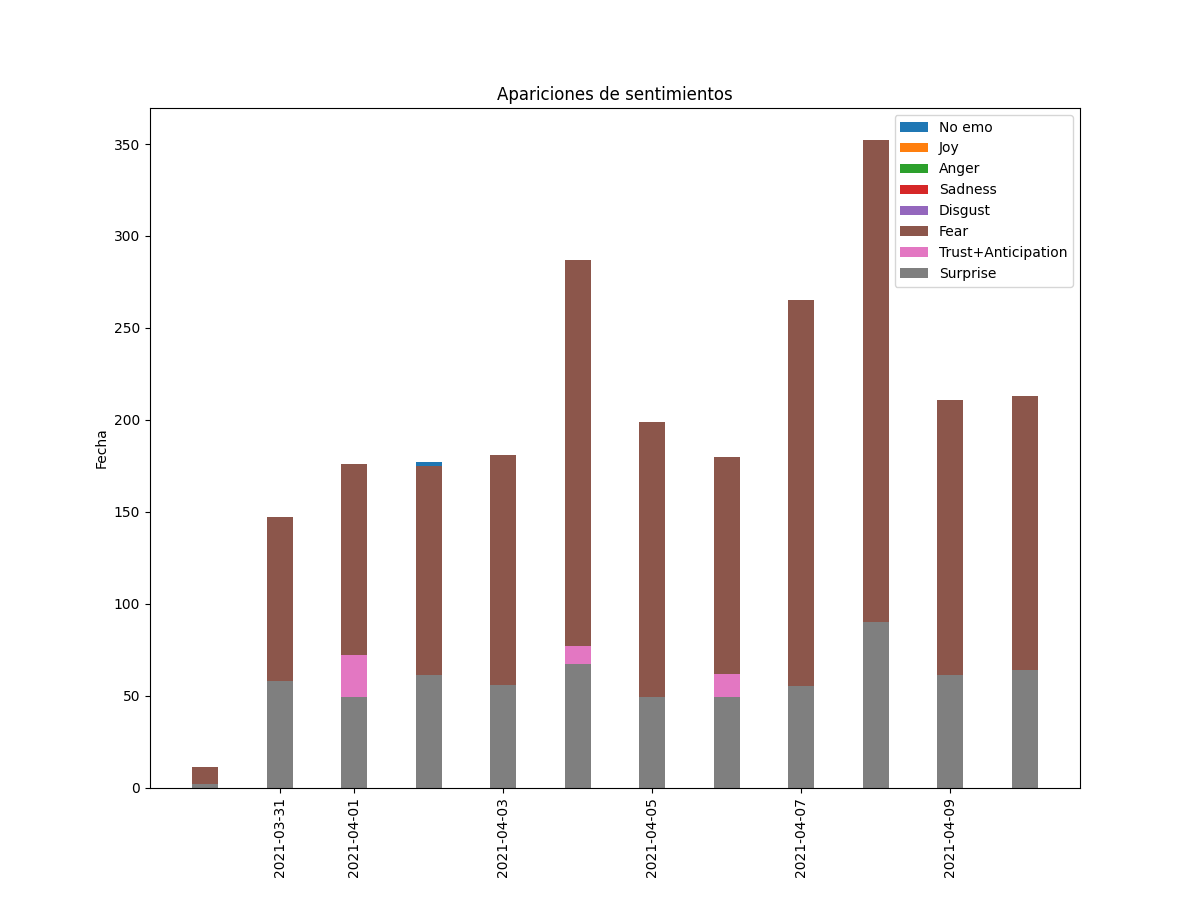 Apariciones de sentimientos
No emo
Joy
Anger
Sadness
Disgust
Fear
Trust+Anticipation
Surprise
Fecha
350
300
250
200
150
100
50
0
2021-03-31
2021-04-01
2021-04-03
2021-04-05
2021-04-07
2021-04-09